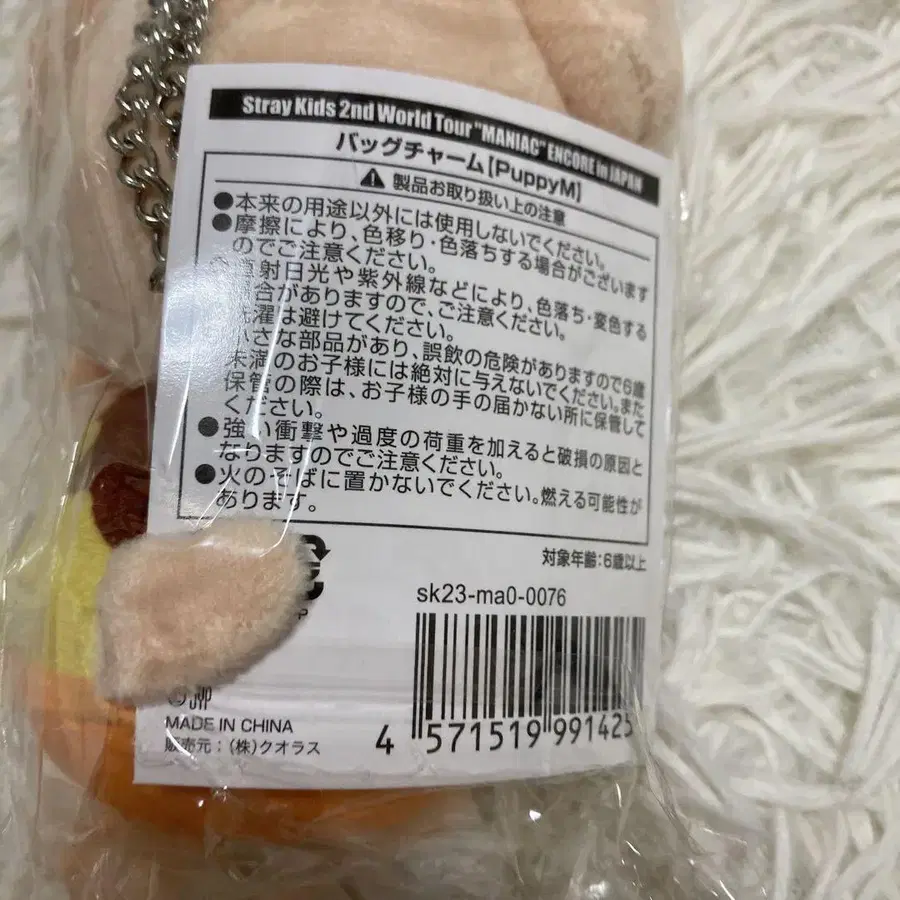 Stray Kids 2nd World Tour "MANIAC" ENCORE in JAPAN
バッグチャーム【PuppyM】
製品お取り扱い上の注意
●本来の用途以外には使用しないでください。
●摩擦により、色移り・色落ちする場合がございます
のでご注意ください。
直射日光や紫外線などにより、色落ち・変色する
場合がありますので、ご注意ください。
洗濯は避けてください。
小さな部品があり、誤飲の危険がありますので6歳
未満のお子様には絶対に与えないでください。また
保管の際は、お子様の手の届かない所に保管して
ください。
●強い衝撃や過度の荷重を加えると破損の原因と
なりますのでご注意ください。
●火のそばに置かないでください。燃える可能性が
あります。
対象年齢:6歳以上
sk23-ma0-0076
JYP
MADE IN CHINA
販売元:(株)クオラス
4 571519 991425